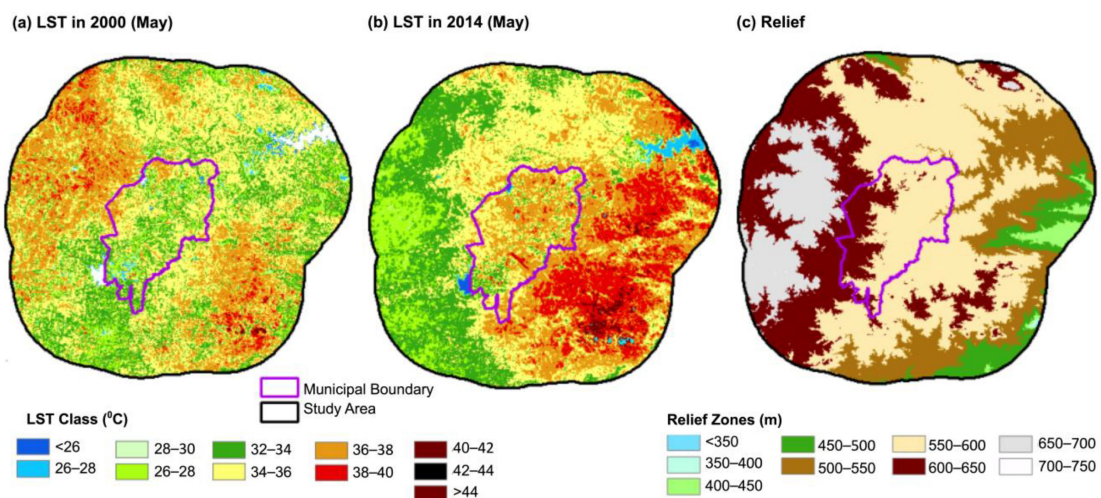 (a) LST in 2000 (May)
(b) LST in 2014 (May)
(c) Relief
Municipal Boundary
Study Area
LST Class (⁰C)
<26
28–30
32–34
36–38
40–42
26–28
26–28
34–36
38–40
42–44
>44
Relief Zones (m)
<350
450–500
550–600
650–700
350–400
500–550
600–650
700–750
400–450